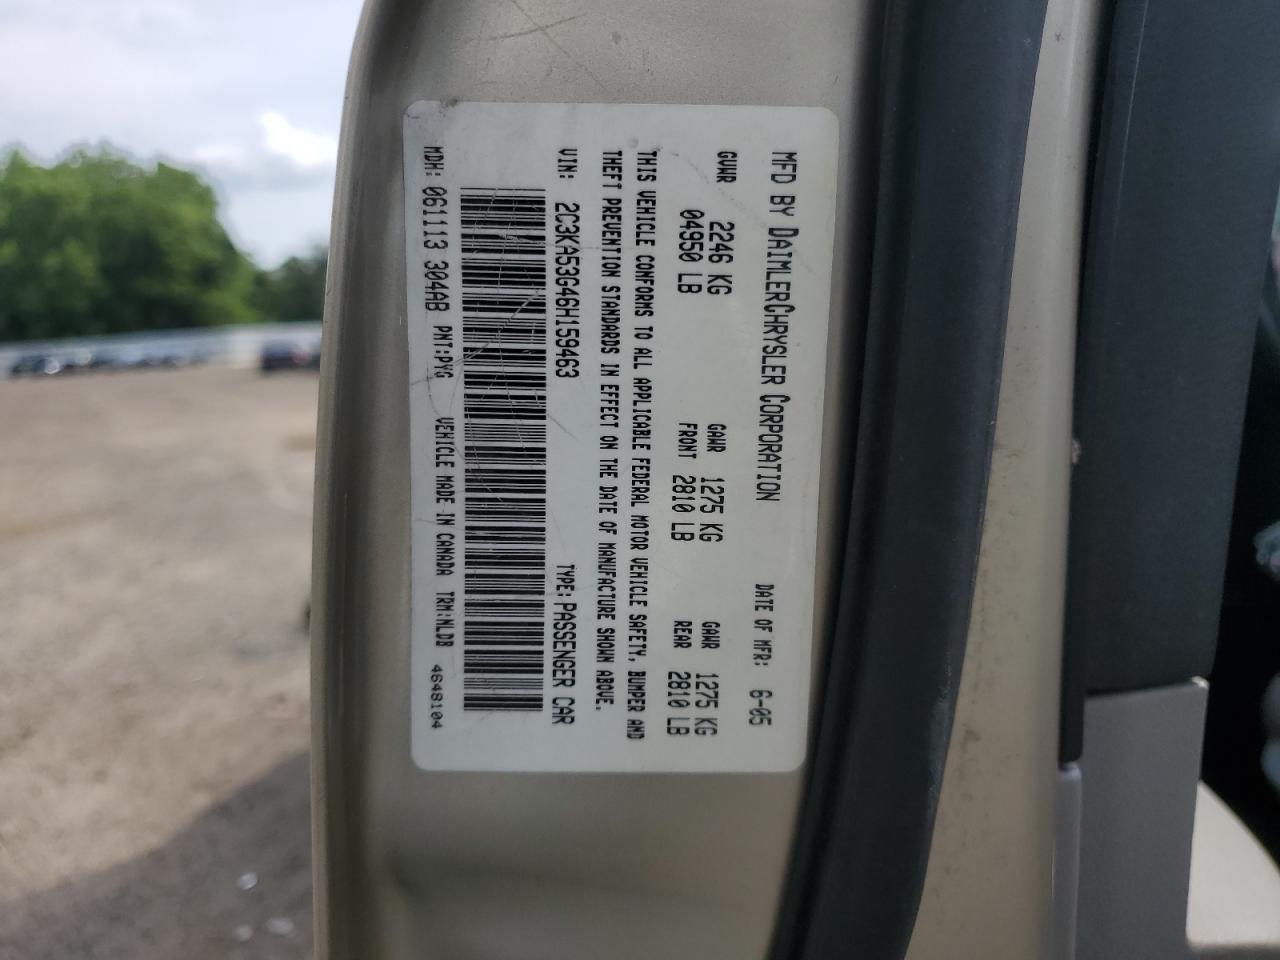 MFD BY DAIMLERCHRYSLER CORPORATION DATE OF MFR: 6-05
GVWR 2246 KG GAWR 1275 KG GAWR 1275 KG
04950 LB FRONT 2810 LB REAR 2810 LB
THIS VEHICLE CONFORMS TO ALL APPLICABLE FEDERAL MOTOR VEHICLE SAFETY, BUMPER AND
THEFT PREVENTION STANDARDS IN EFFECT ON THE DATE OF MANUFACTURE SHOWN ABOVE.
VIN: 2C3KA53G46H159463 TYPE: PASSENGER CAR
MDH: 061113 304AB PNT:PYG VEHICLE MADE IN CANADA TRM:NLDB 4648104